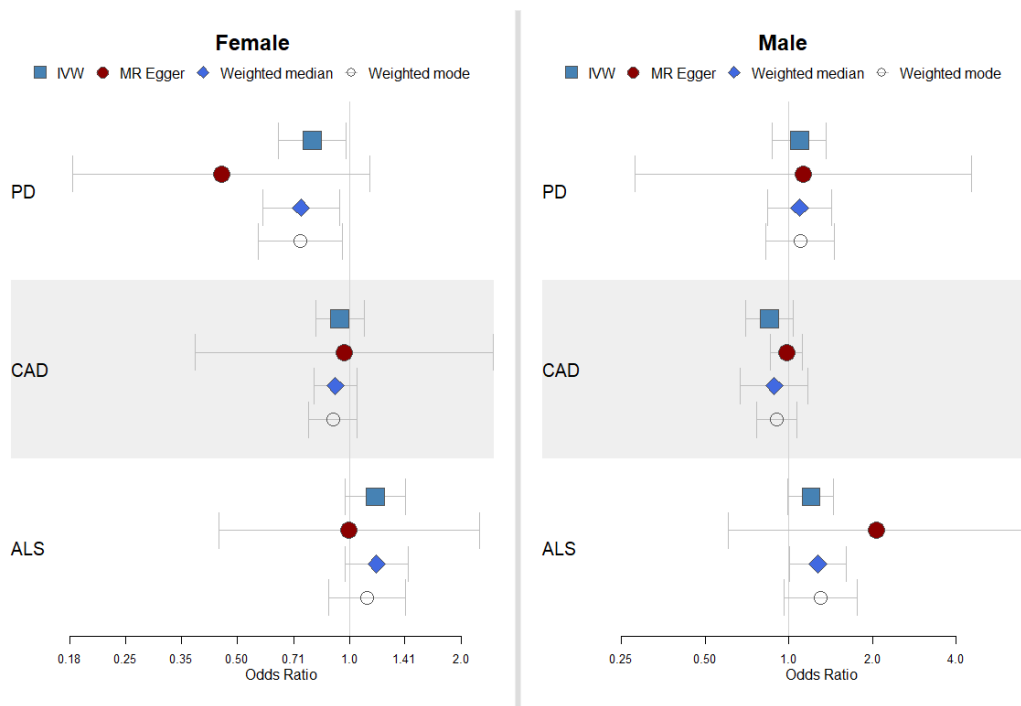 Female
IVW MR Egger Weighted median Weighted mode
PD
CAD
ALS
0.18 0.25 0.35 0.50 0.71 1.0 1.41 2.0
Odds Ratio
Male
IVW MR Egger Weighted median Weighted mode
PD
CAD
ALS
0.25 0.50 1.0 2.0 4.0
Odds Ratio